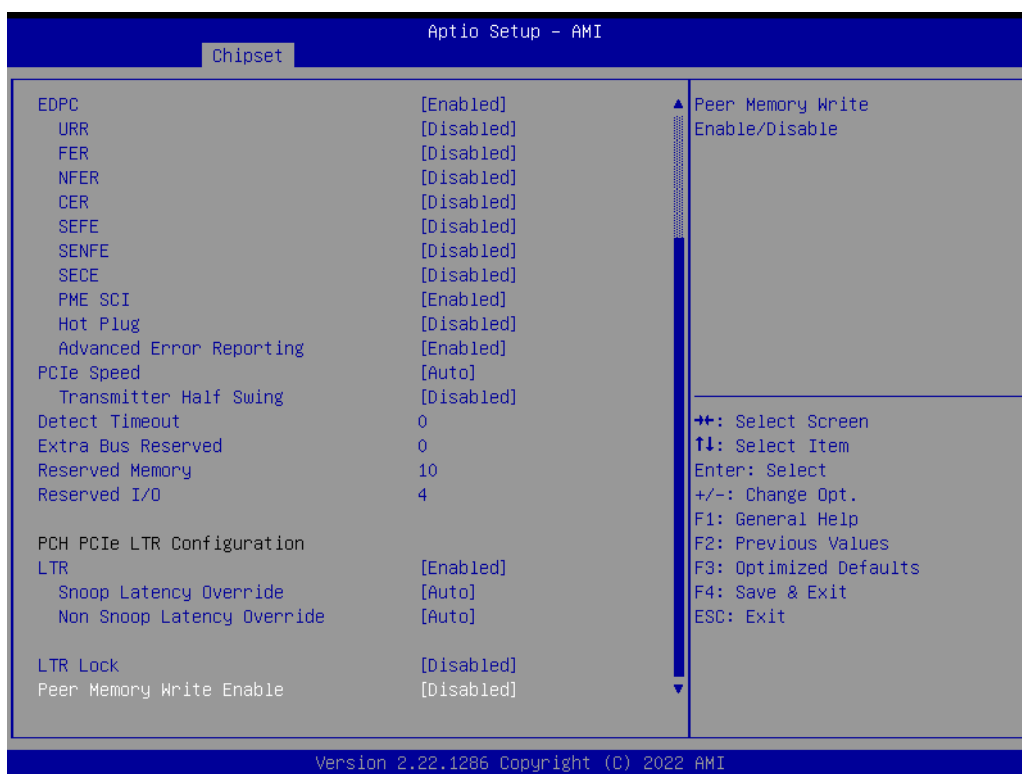 Aptio Setup – AMI
Chipset
EDPC [Enabled]
URR [Disabled]
FER [Disabled]
NFER [Disabled]
CER [Disabled]
SEFE [Disabled]
SENFE [Disabled]
SECE [Disabled]
PME SCI [Enabled]
Hot Plug [Disabled]
Advanced Error Reporting [Enabled]
PCIe Speed [Auto]
Transmitter Half Swing [Disabled]
Detect Timeout 0
Extra Bus Reserved 0
Reserved Memory 10
Reserved I/O 4
PCH PCIe LTR Configuration
LTR [Enabled]
Snoop Latency Override [Auto]
Non Snoop Latency Override [Auto]
LTR Lock [Disabled]
Peer Memory Write Enable [Disabled]
Peer Memory Write
Enable/Disable
→←: Select Screen
↑↓: Select Item
Enter: Select
+/-: Change Opt.
F1: General Help
F2: Previous Values
F3: Optimized Defaults
F4: Save & Exit
ESC: Exit
Version 2.22.1286 Copyright (C) 2022 AMI